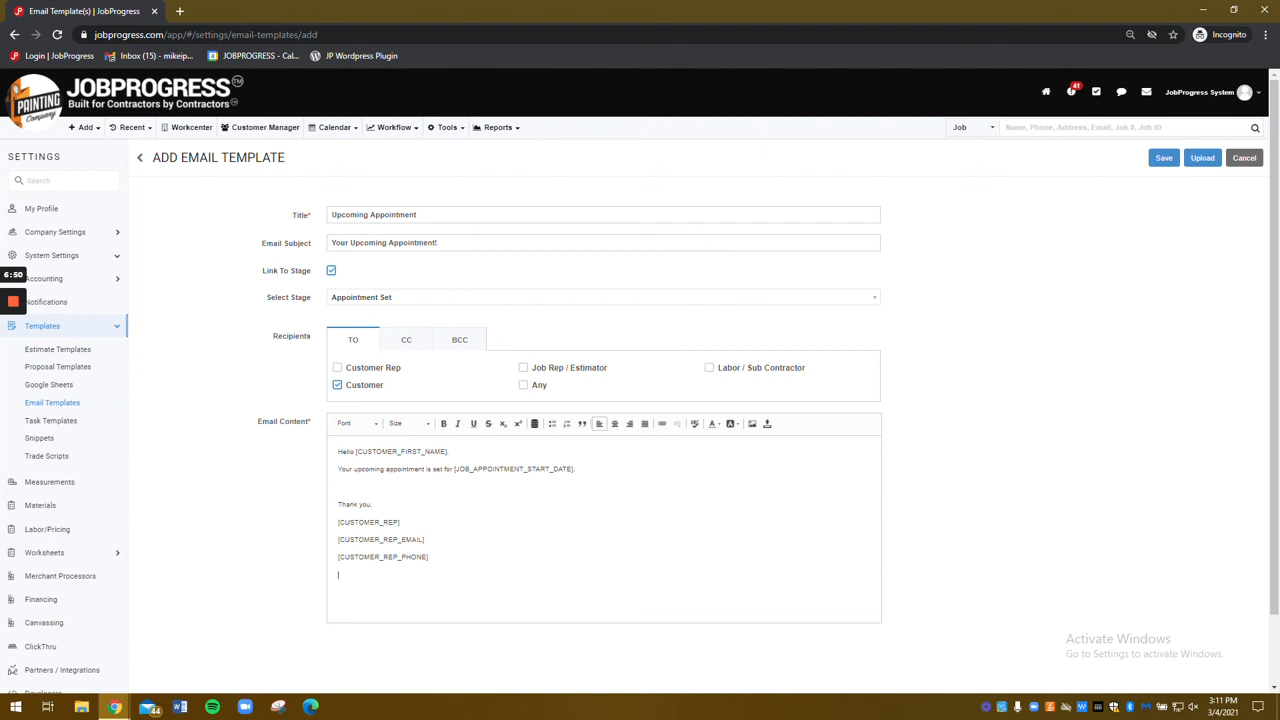 Email Template(s) | JobProgress
jobprogress.com/app/#/settings/email-templates/add
Incognito
Login | JobProgress
Inbox (15) - mikeip...
JOBPROGRESS - Cal...
JP Wordpress Plugin
PRINTING
Company
JOBPROGRESS™
Built for Contractors by Contractors
41
JobProgress System
Add
Recent
Workcenter
Customer Manager
Calendar
Workflow
Tools
Reports
Job
Name, Phone, Address, Email, Job #, Job ID
SETTINGS
ADD EMAIL TEMPLATE
Save
Upload
Cancel
Search
My Profile
Company Settings
System Settings
6:50
Accounting
Notifications
Templates
Estimate Templates
Proposal Templates
Google Sheets
Email Templates
Task Templates
Snippets
Trade Scripts
Measurements
Materials
Labor/Pricing
Worksheets
Merchant Processors
Financing
Canvassing
ClickThru
Partners / Integrations
Developers
Title*
Upcoming Appointment
Email Subject
Your Upcoming Appointment!
Link To Stage
Select Stage
Appointment Set
Recipients
TO
CC
BCC
Customer Rep
Job Rep / Estimator
Labor / Sub Contractor
Customer
Any
Email Content*
Font
Size
Hello [CUSTOMER_FIRST_NAME],
Your upcoming appointment is set for [JOB_APPOINTMENT_START_DATE].
Thank you,
[CUSTOMER_REP]
[CUSTOMER_REP_EMAIL]
[CUSTOMER_REP_PHONE]
Activate Windows
Go to Settings to activate Windows.
44
3:11 PM
3/4/2021